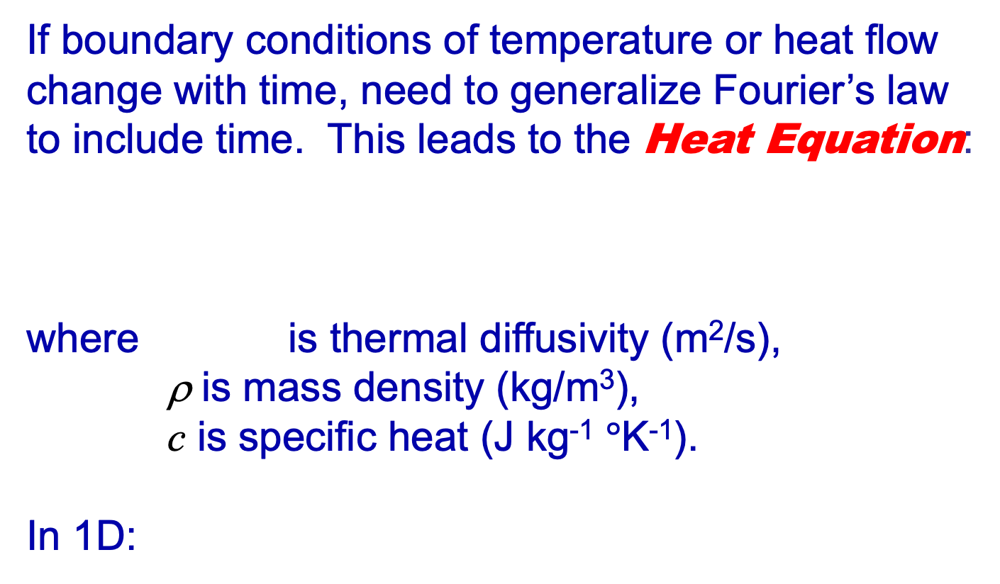 If boundary conditions of temperature or heat flow
change with time, need to generalize Fourier’s law
to include time.  This leads to the Heat Equation:
where is thermal diffusivity (m²/s),
ρ is mass density (kg/m³),
c is specific heat (J kg⁻¹ ºK⁻¹).
In 1D: